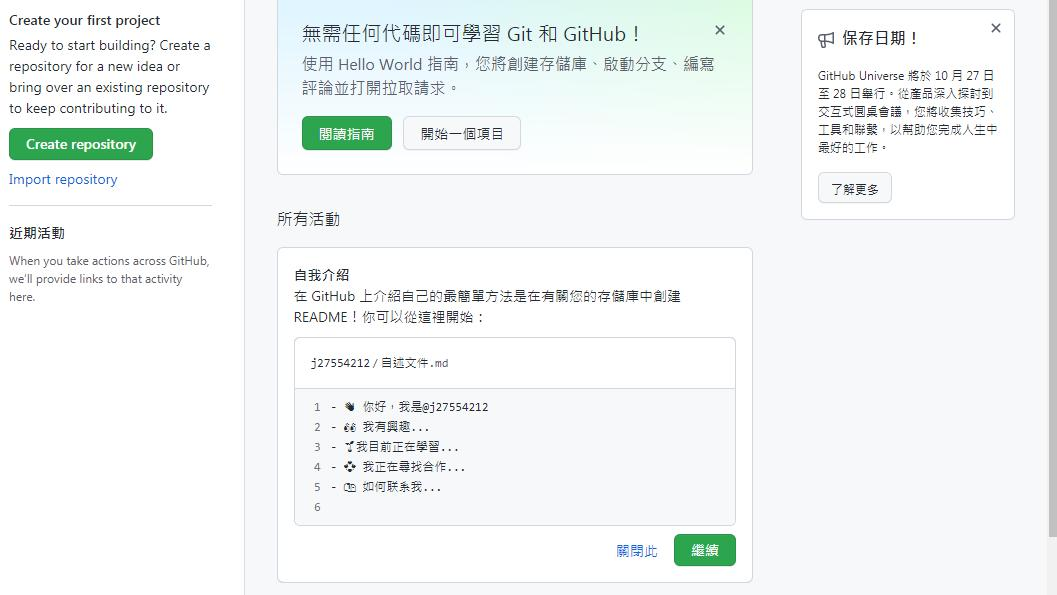 Create your first project
Ready to start building? Create a
repository for a new idea or
bring over an existing repository
to keep contributing to it.
Create repository
Import repository
近期活動
When you take actions across GitHub,
we'll provide links to that activity
here.
無需任何代碼即可學習 Git 和 GitHub！
使用 Hello World 指南，您將創建存儲庫、啟動分支、編寫
評論並打開拉取請求。
閱讀指南
開始一個項目
所有活動
自我介紹
在 GitHub 上介紹自己的最簡單方法是在有關您的存儲庫中創建
README！你可以從這裡開始：
j27554212 / 自述文件.md
1 - 👋 你好，我是@j27554212
2 - 👀 我有興趣...
3 - 🌱我目前正在學習...
4 - 💞️ 我正在尋找合作...
5 - 📫 如何联系我...
6
關閉此
繼續
保存日期！
GitHub Universe 將於 10 月 27 日
至 28 日舉行。從產品深入探討到
交互式圓桌會議，您將收集技巧、
工具和聯繫，以幫助您完成人生中
最好的工作。
了解更多